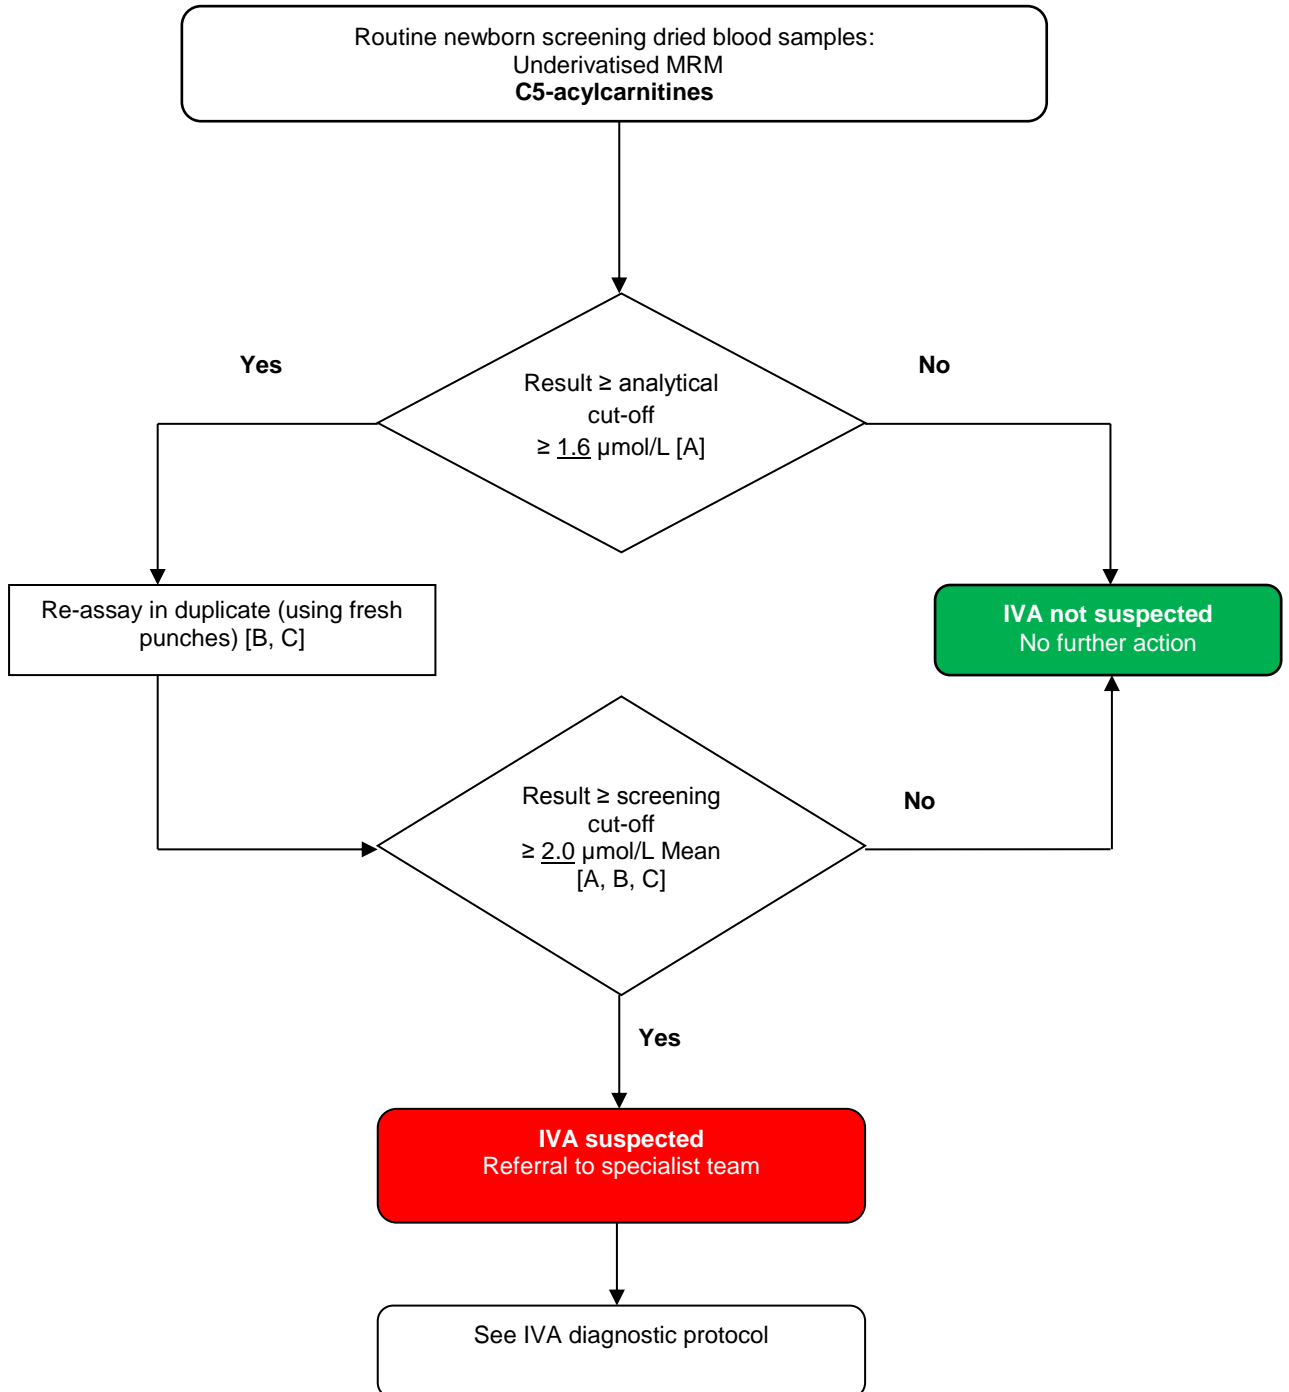 Routine newborn screening dried blood samples:
Underivatised MRM
C5-acylcarnitines
Yes
No
Result ≥ analytical
cut-off
≥ 1.6 µmol/L [A]
Re-assay in duplicate (using fresh
punches) [B, C]
IVA not suspected
No further action
Result ≥ screening
cut-off
≥ 2.0 µmol/L Mean
[A, B, C]
No
Yes
IVA suspected
Referral to specialist team
See IVA diagnostic protocol